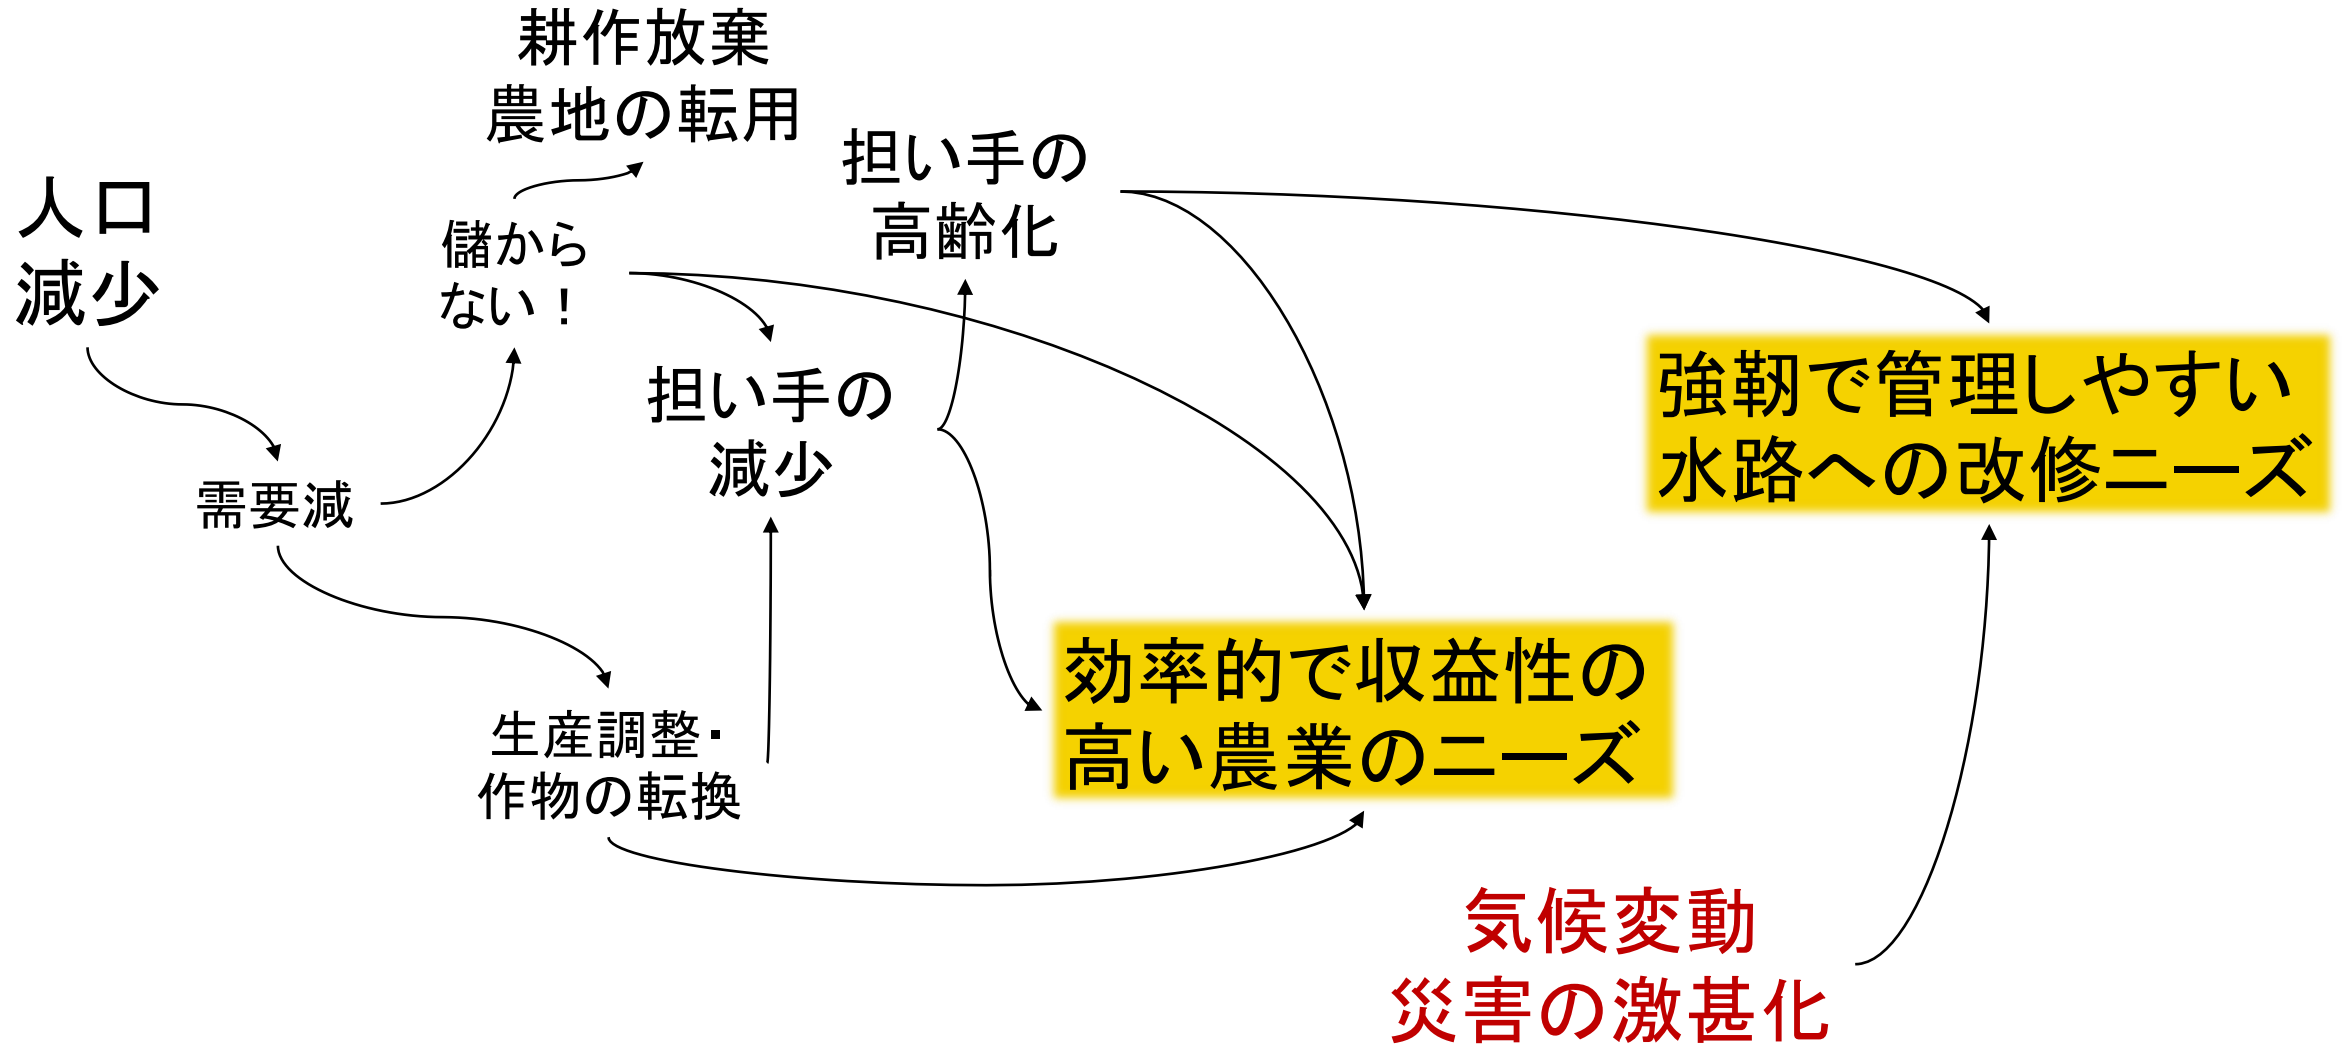 人口
減少
需要減
儲から
ない！
耕作放棄
農地の転用
生産調整・
作物の転換
担い手の
減少
担い手の
高齢化
効率的で収益性の
高い農業のニーズ
強靭で管理しやすい
水路への改修ニーズ
気候変動
災害の激甚化